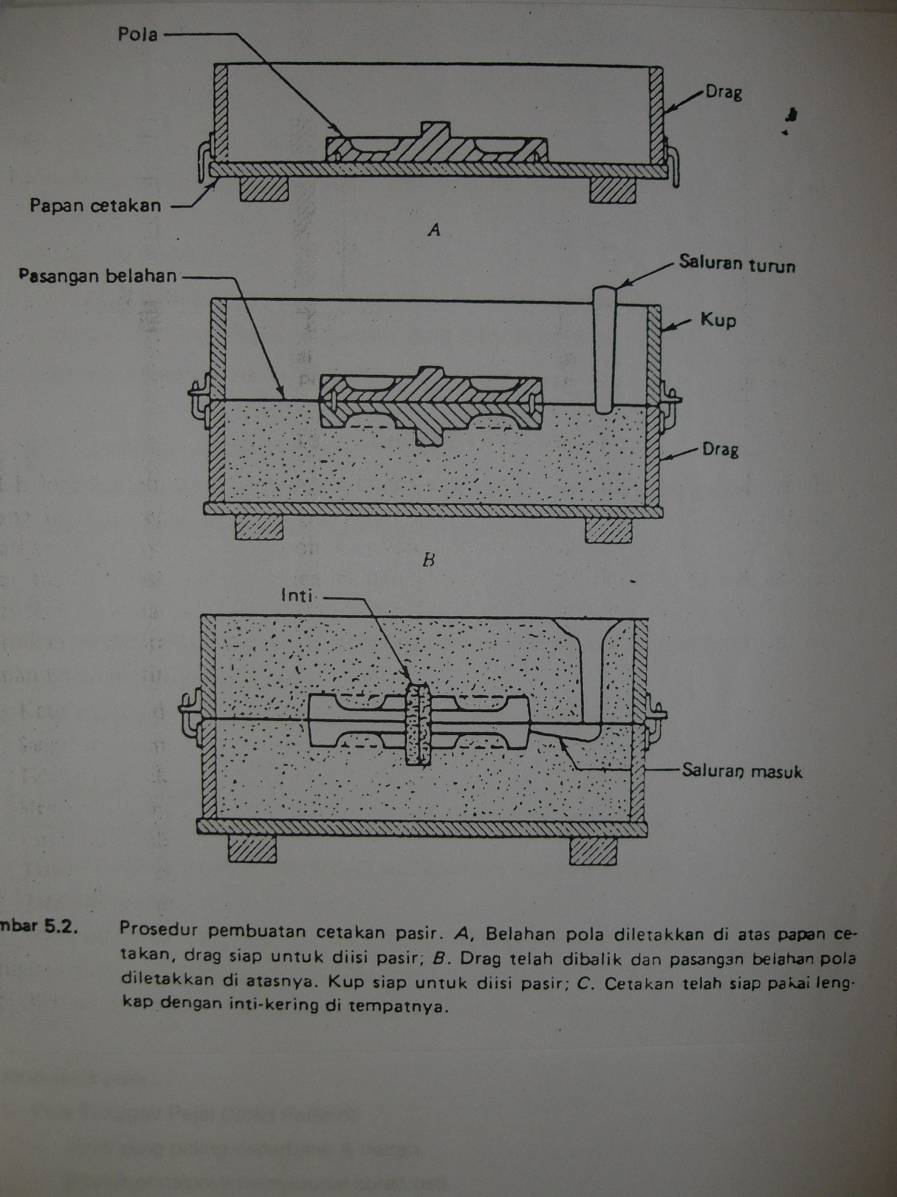 Pola
Drag
Papan cetakan
A
Pasangan belahan
Saluran turun
Kup
Drag
B
Inti
Saluran masuk
mbar 5.2. Prosedur pembuatan cetakan pasir. A, Belahan pola diletakkan di atas papan ce-
takan, drag siap untuk diisi pasir; B. Drag telah dibalik dan pasangan belahan pola
diletakkan di atasnya. Kup siap untuk diisi pasir; C. Cetakan telah siap pakai leng-
kap dengan inti-kering di tempatnya.